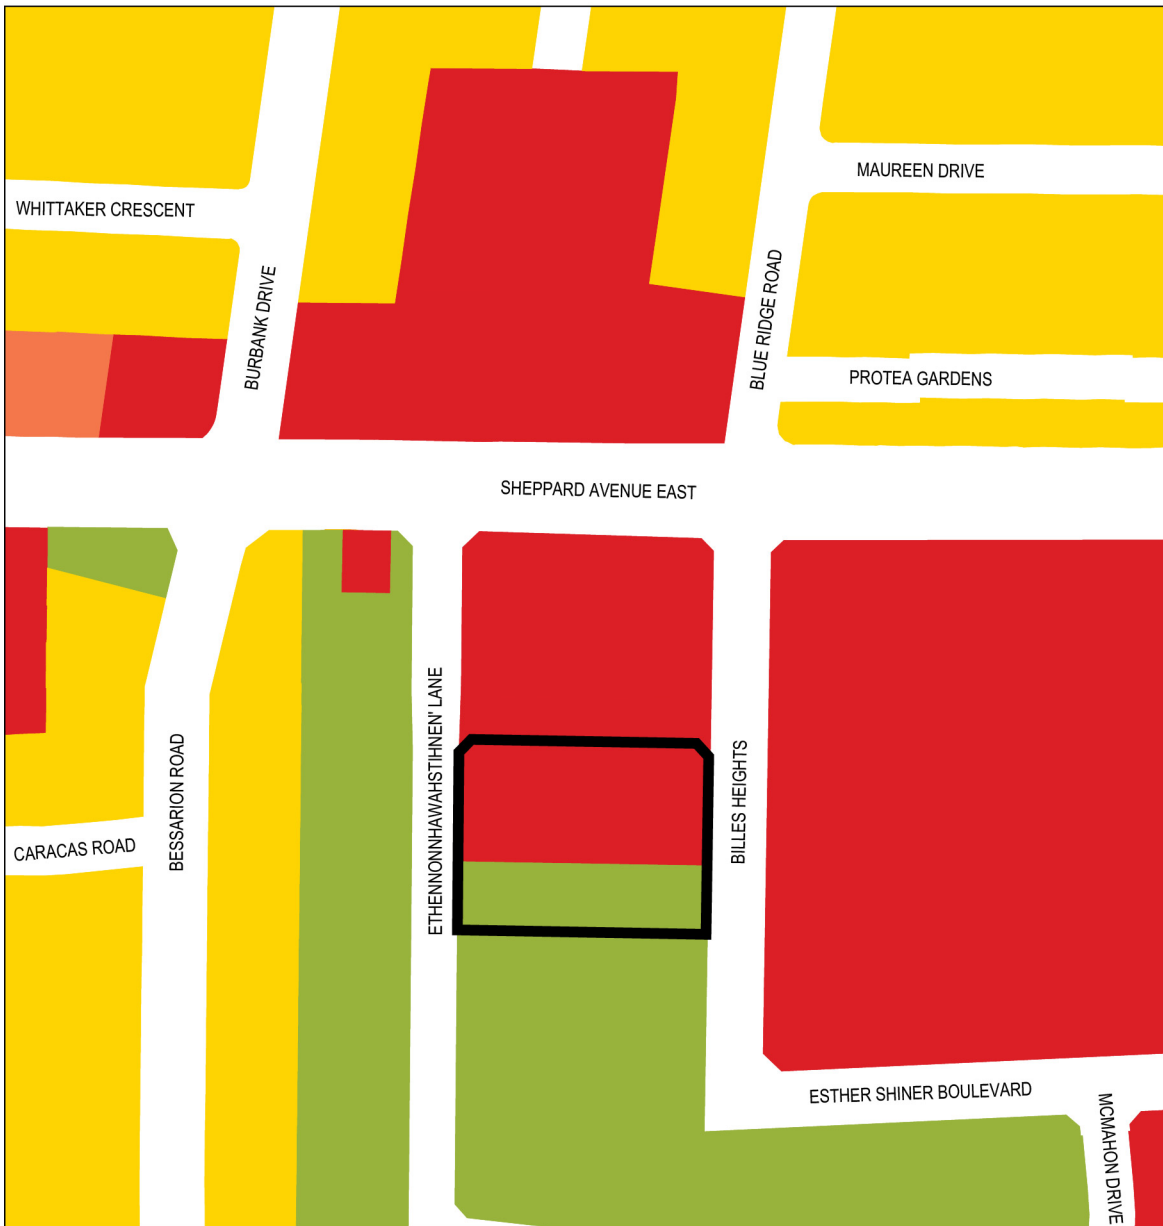 MAUREEN DRIVE
WHITTAKER CRESCENT
BURBANK DRIVE
BLUE RIDGE ROAD
PROTEA GARDENS
SHEPPARD AVENUE EAST
ETHENNONNHAWAHSTIHNEN' LANE
BESSARION ROAD
BILLES HEIGHTS
CARACAS ROAD
ESTHER SHINER BOULEVARD
MCMAHON DRIVE